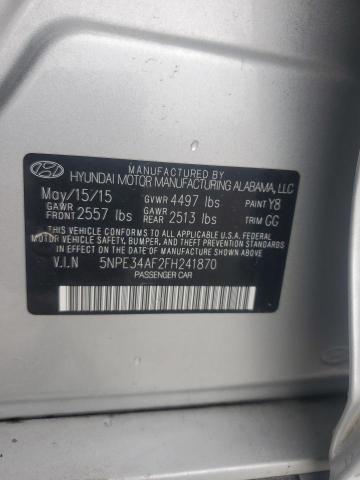 MANUFACTURED BY
HYUNDAI MOTOR MANUFACTURING ALABAMA, LLC
May/15/15 GVWR 4497 lbs PAINT Y8
GAWR FRONT 2557 lbs GAWR REAR 2513 lbs TRIM GG
THIS VEHICLE CONFORMS TO ALL APPLICABLE U.S.A FEDERAL
MOTOR VEHICLE SAFETY, BUMPER, AND THEFT PREVENTION STANDARDS
IN EFFECT ON THE DATE OF MANUFACTURE SHOWN ABOVE.
V.I.N 5NPE34AF2FH241870
PASSENGER CAR